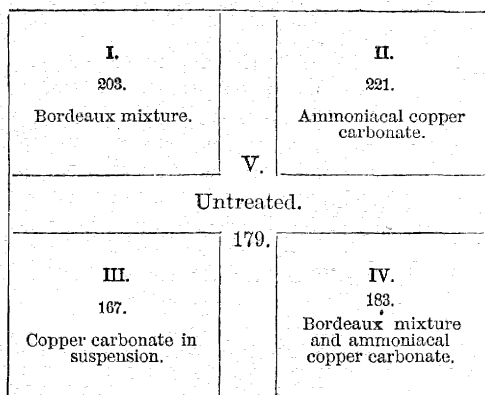 I.
203.
Bordeaux mixture.
II.
221.
Ammoniacal copper
carbonate.
V.
Untreated.
179.
III.
167.
Copper carbonate in
suspension.
IV.
183.
Bordeaux mixture
and ammoniacal
copper carbonate.